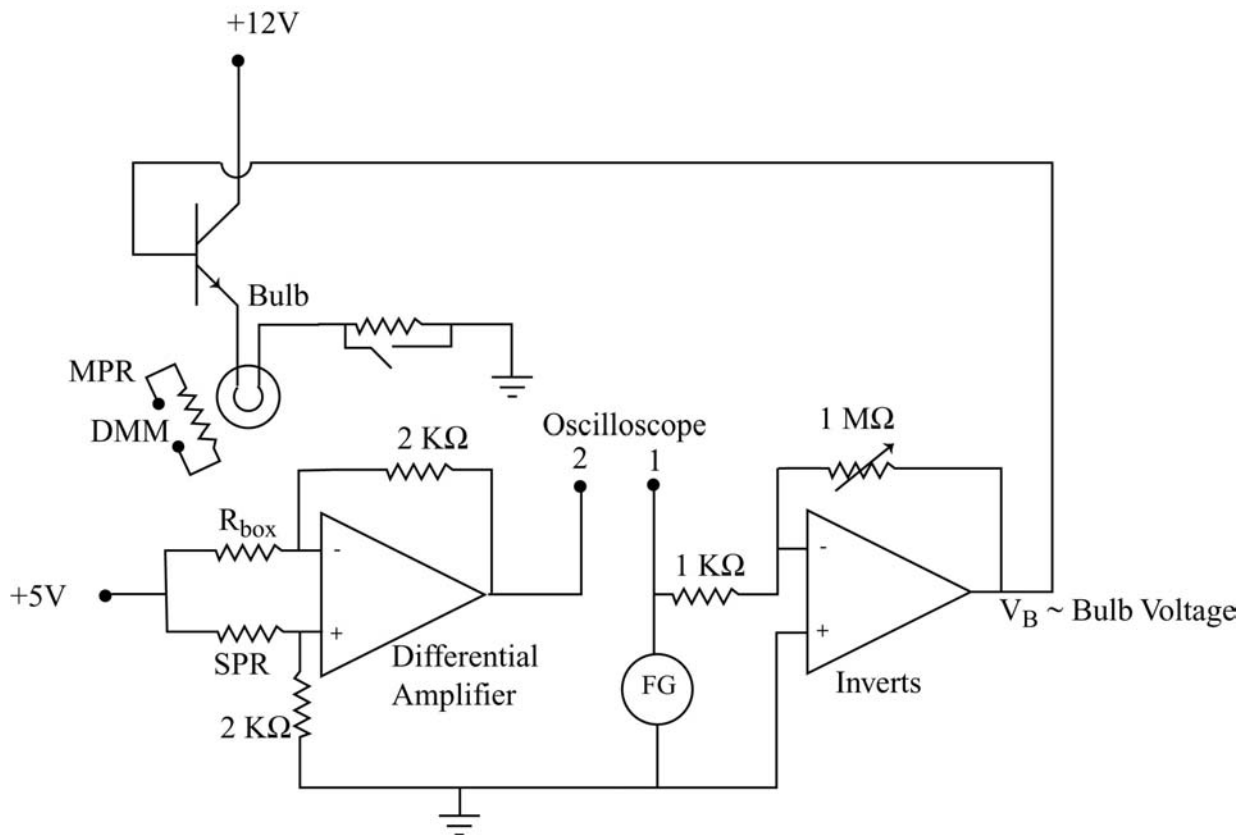 +12V
Bulb
MPR
DMM
Oscilloscope
2 KΩ
2
1
1 MΩ
R_box
-
1 KΩ
-
+5V
+
SPR
Differential
Amplifier
2 KΩ
FG
+
Inverts
V_B ~ Bulb Voltage